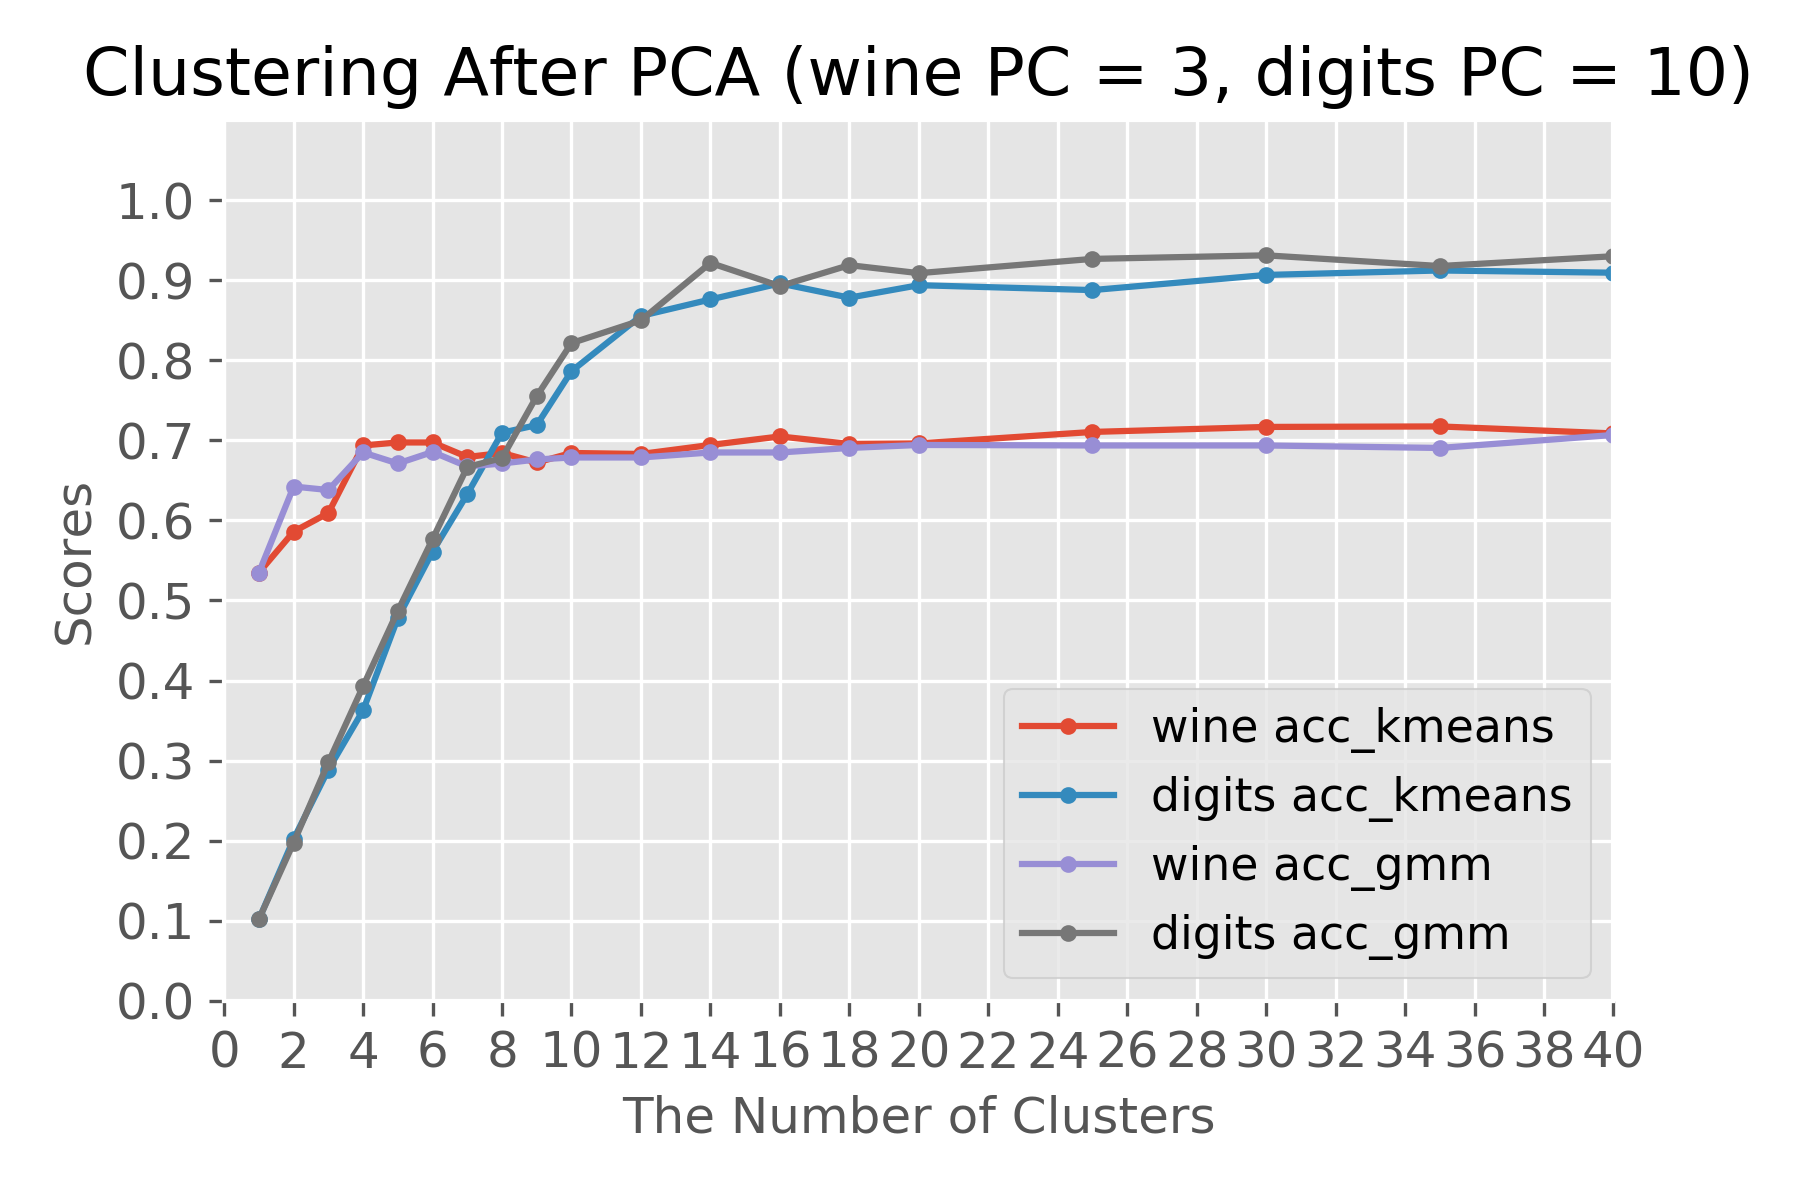 Clustering After PCA (wine PC = 3, digits PC = 10)
1.0
0.9
0.8
0.7
0.6
0.5
0.4
0.3
0.2
0.1
0.0
Scores
wine acc_kmeans
digits acc_kmeans
wine acc_gmm
digits acc_gmm
0 2 4 6 8 10 12 14 16 18 20 22 24 26 28 30 32 34 36 38 40
The Number of Clusters